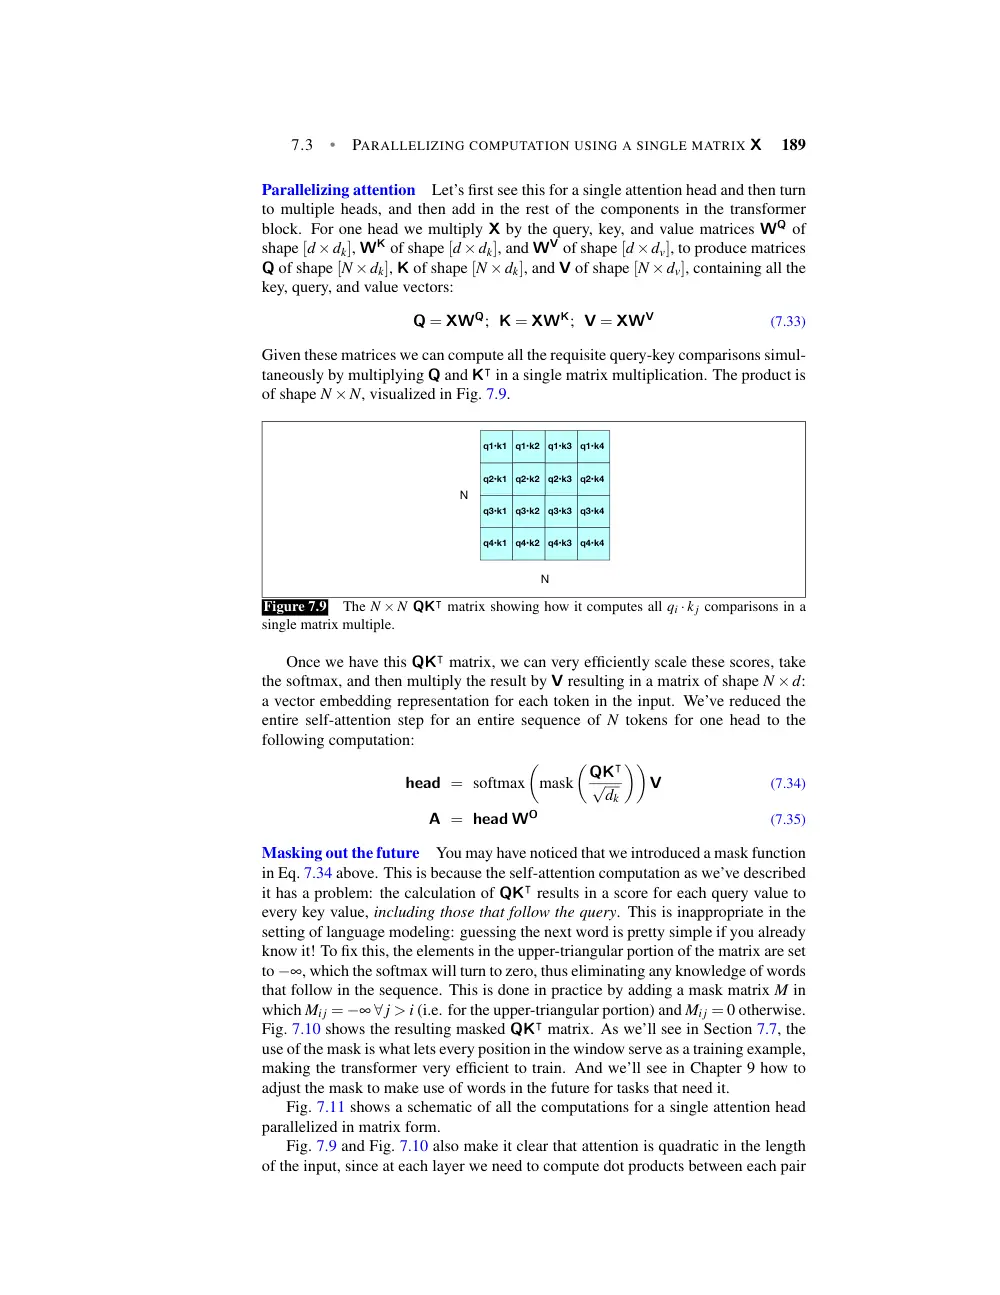 7.3 • PARALLELIZING COMPUTATION USING A SINGLE MATRIX X 189
Parallelizing attention Let's first see this for a single attention head and then turn
to multiple heads, and then add in the rest of the components in the transformer
block. For one head we multiply X by the query, key, and value matrices W^Q of
shape [d × d_k], W^K of shape [d × d_k], and W^V of shape [d × d_v], to produce matrices
Q of shape [N × d_k], K of shape [N × d_k], and V of shape [N × d_v], containing all the
key, query, and value vectors:
Q = XW^Q; K = XW^K; V = XW^V (7.33)
Given these matrices we can compute all the requisite query-key comparisons simul-
taneously by multiplying Q and K^⊺ in a single matrix multiplication. The product is
of shape N × N, visualized in Fig. 7.9.
q1•k1 q1•k2 q1•k3 q1•k4
q2•k1 q2•k2 q2•k3 q2•k4
N
q3•k1 q3•k2 q3•k3 q3•k4
q4•k1 q4•k2 q4•k3 q4•k4
N
Figure 7.9 The N × N QK^⊺ matrix showing how it computes all q_i · k_j comparisons in a
single matrix multiple.
Once we have this QK^⊺ matrix, we can very efficiently scale these scores, take
the softmax, and then multiply the result by V resulting in a matrix of shape N × d:
a vector embedding representation for each token in the input. We've reduced the
entire self-attention step for an entire sequence of N tokens for one head to the
following computation:
head = softmax(mask(QK^⊺/√d_k)) V (7.34)
A = head W^O (7.35)
Masking out the future You may have noticed that we introduced a mask function
in Eq. 7.34 above. This is because the self-attention computation as we've described
it has a problem: the calculation of QK^⊺ results in a score for each query value to
every key value, including those that follow the query. This is inappropriate in the
setting of language modeling: guessing the next word is pretty simple if you already
know it! To fix this, the elements in the upper-triangular portion of the matrix are set
to −∞, which the softmax will turn to zero, thus eliminating any knowledge of words
that follow in the sequence. This is done in practice by adding a mask matrix M in
which M_ij = −∞ ∀j > i (i.e. for the upper-triangular portion) and M_ij = 0 otherwise.
Fig. 7.10 shows the resulting masked QK^⊺ matrix. As we'll see in Section 7.7, the
use of the mask is what lets every position in the window serve as a training example,
making the transformer very efficient to train. And we'll see in Chapter 9 how to
adjust the mask to make use of words in the future for tasks that need it.
Fig. 7.11 shows a schematic of all the computations for a single attention head
parallelized in matrix form.
Fig. 7.9 and Fig. 7.10 also make it clear that attention is quadratic in the length
of the input, since at each layer we need to compute dot products between each pair